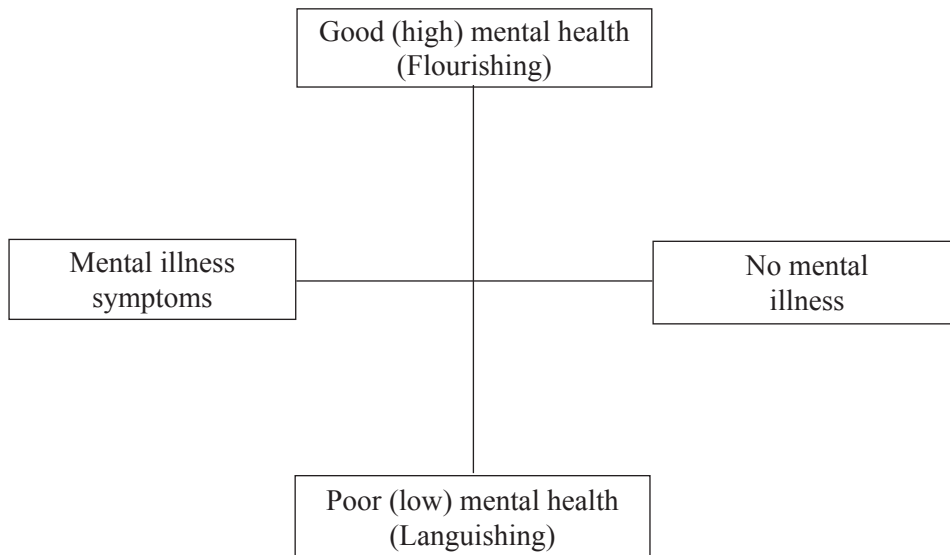 Good (high) mental health
(Flourishing)
Mental illness
symptoms
No mental
illness
Poor (low) mental health
(Languishing)